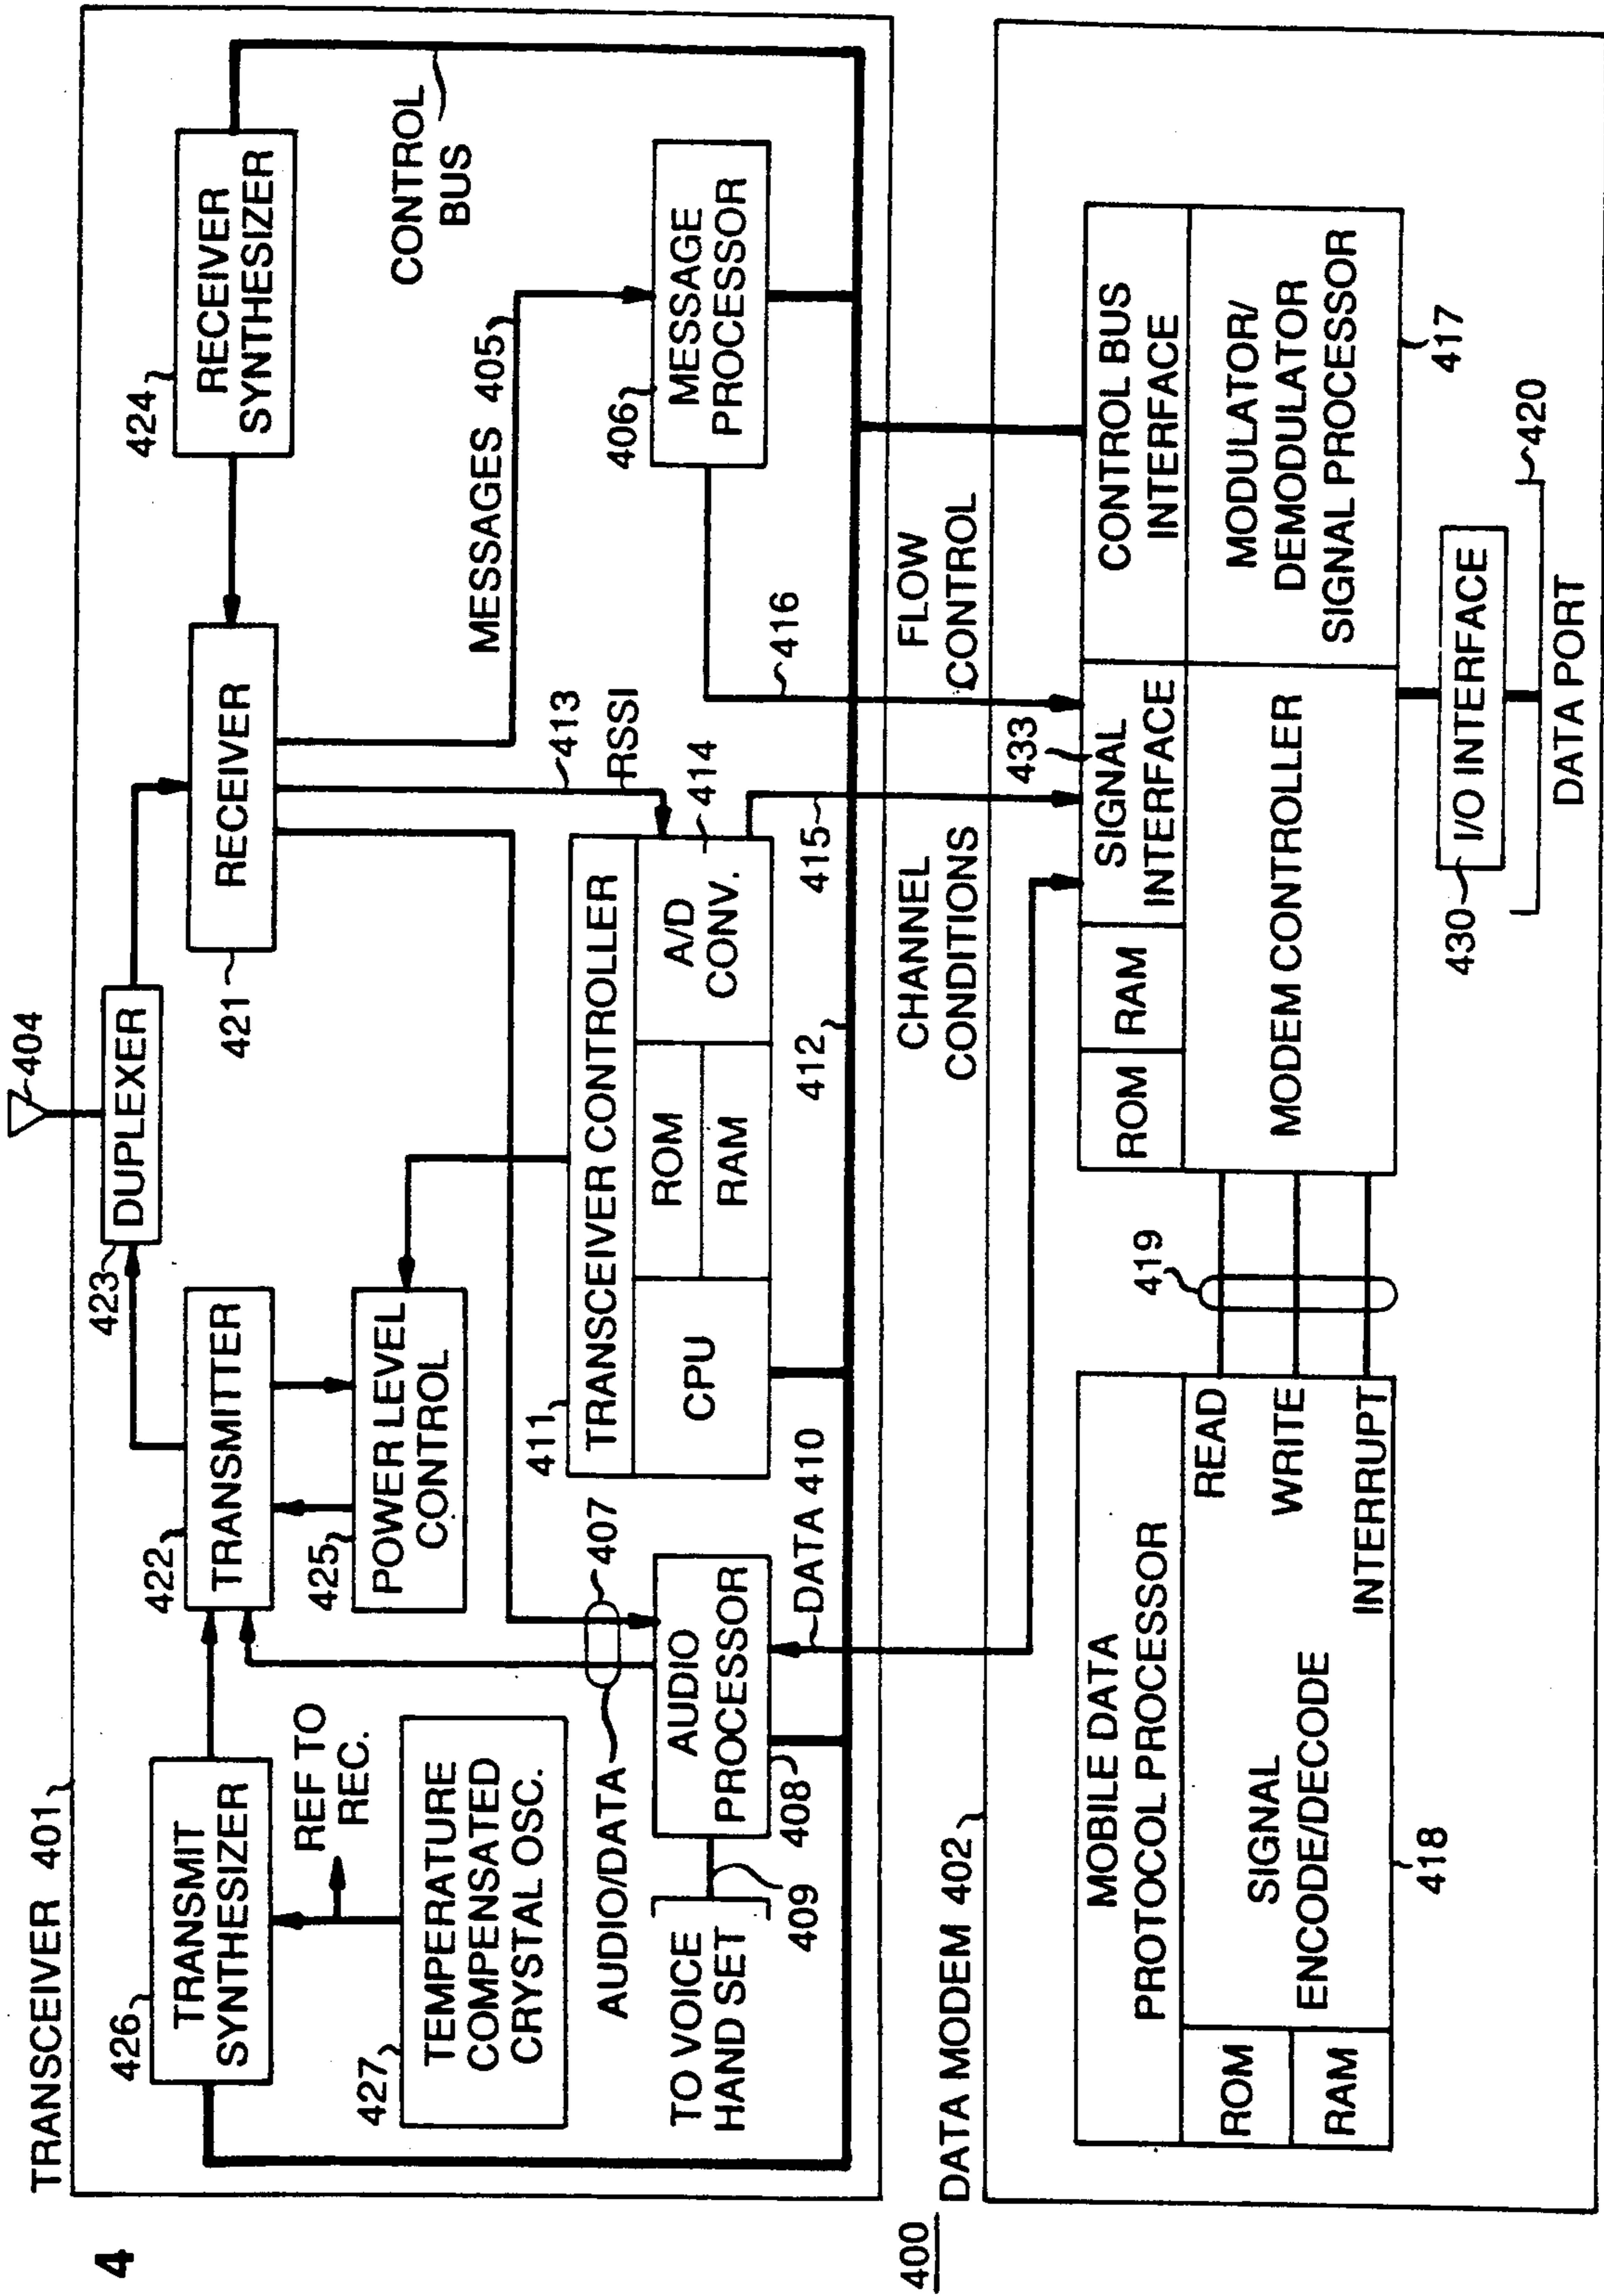 4
TRANSCEIVER 401
404
426
TRANSMIT
SYNTHESIZER
422
TRANSMITTER
423
DUPLEXER
421
RECEIVER
424
RECEIVER
SYNTHESIZER
REF TO
REC.
427
TEMPERATURE
COMPENSATED
CRYSTAL OSC.
425
POWER LEVEL
CONTROL
CONTROL
BUS
MESSAGES 405
413
RSSI
AUDIO/DATA
407
411
TRANSCEIVER CONTROLLER
CPU
ROM
RAM
A/D
CONV.
414
406
MESSAGE
PROCESSOR
TO VOICE
HAND SET
409
AUDIO
PROCESSOR
408
DATA 410
412
415
416
400
DATA MODEM 402
CHANNEL
CONDITIONS
FLOW
CONTROL
433
MOBILE DATA
PROTOCOL PROCESSOR
ROM
RAM
SIGNAL
ENCODE/DECODE
READ
WRITE
INTERRUPT
418
419
ROM
RAM
SIGNAL
INTERFACE
CONTROL BUS
INTERFACE
MODEM CONTROLLER
MODULATOR/
DEMODULATOR
SIGNAL PROCESSOR
417
430
I/O INTERFACE
420
DATA PORT